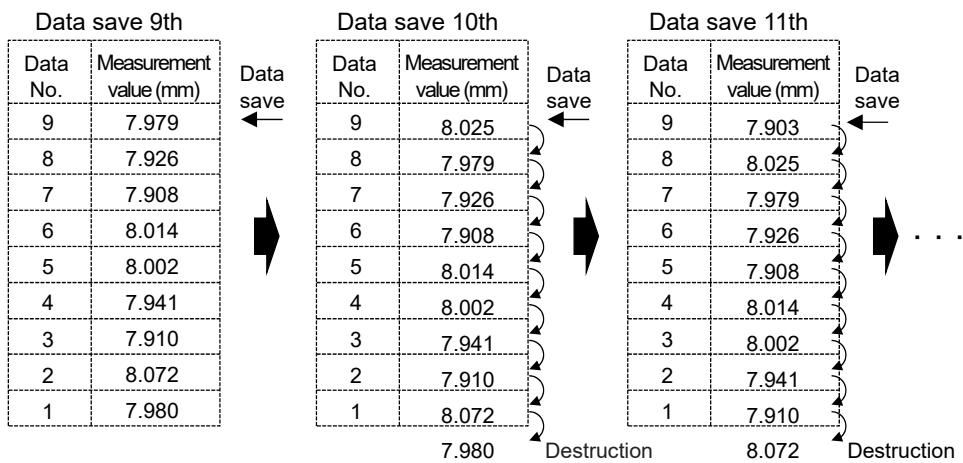 Data save 9th Data save 10th Data save 11th
Data No. Measurement value (mm) Data save Data No. Measurement value (mm) Data save Data No. Measurement value (mm) Data save
9 7.979 9 8.025 9 7.903
8 7.926 8 7.979 8 8.025
7 7.908 7 7.926 7 7.979
6 8.014 6 7.908 6 7.926 . . .
5 8.002 5 8.014 5 7.908
4 7.941 4 8.002 4 8.014
3 7.910 3 7.941 3 8.002
2 8.072 2 7.910 2 7.941
1 7.980 1 8.072 1 7.910
7.980 Destruction 8.072 Destruction